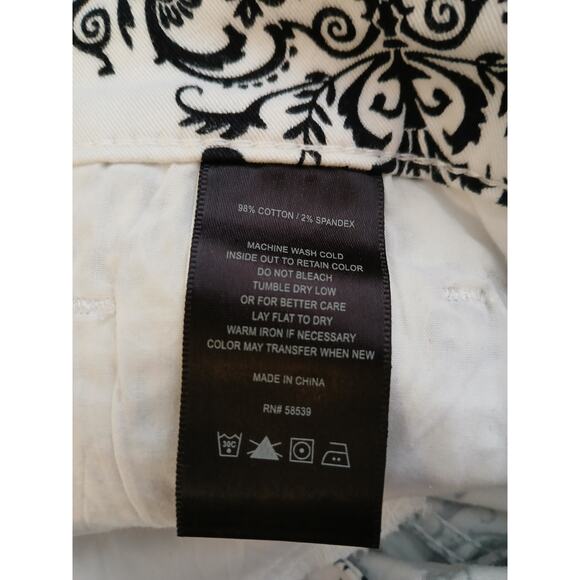 98% COTTON / 2% SPANDEX
MACHINE WASH COLD
INSIDE OUT TO RETAIN COLOR
DO NOT BLEACH
TUMBLE DRY LOW
OR FOR BETTER CARE
LAY FLAT TO DRY
WARM IRON IF NECESSARY
COLOR MAY TRANSFER WHEN NEW
MADE IN CHINA
RN# 58539
30C